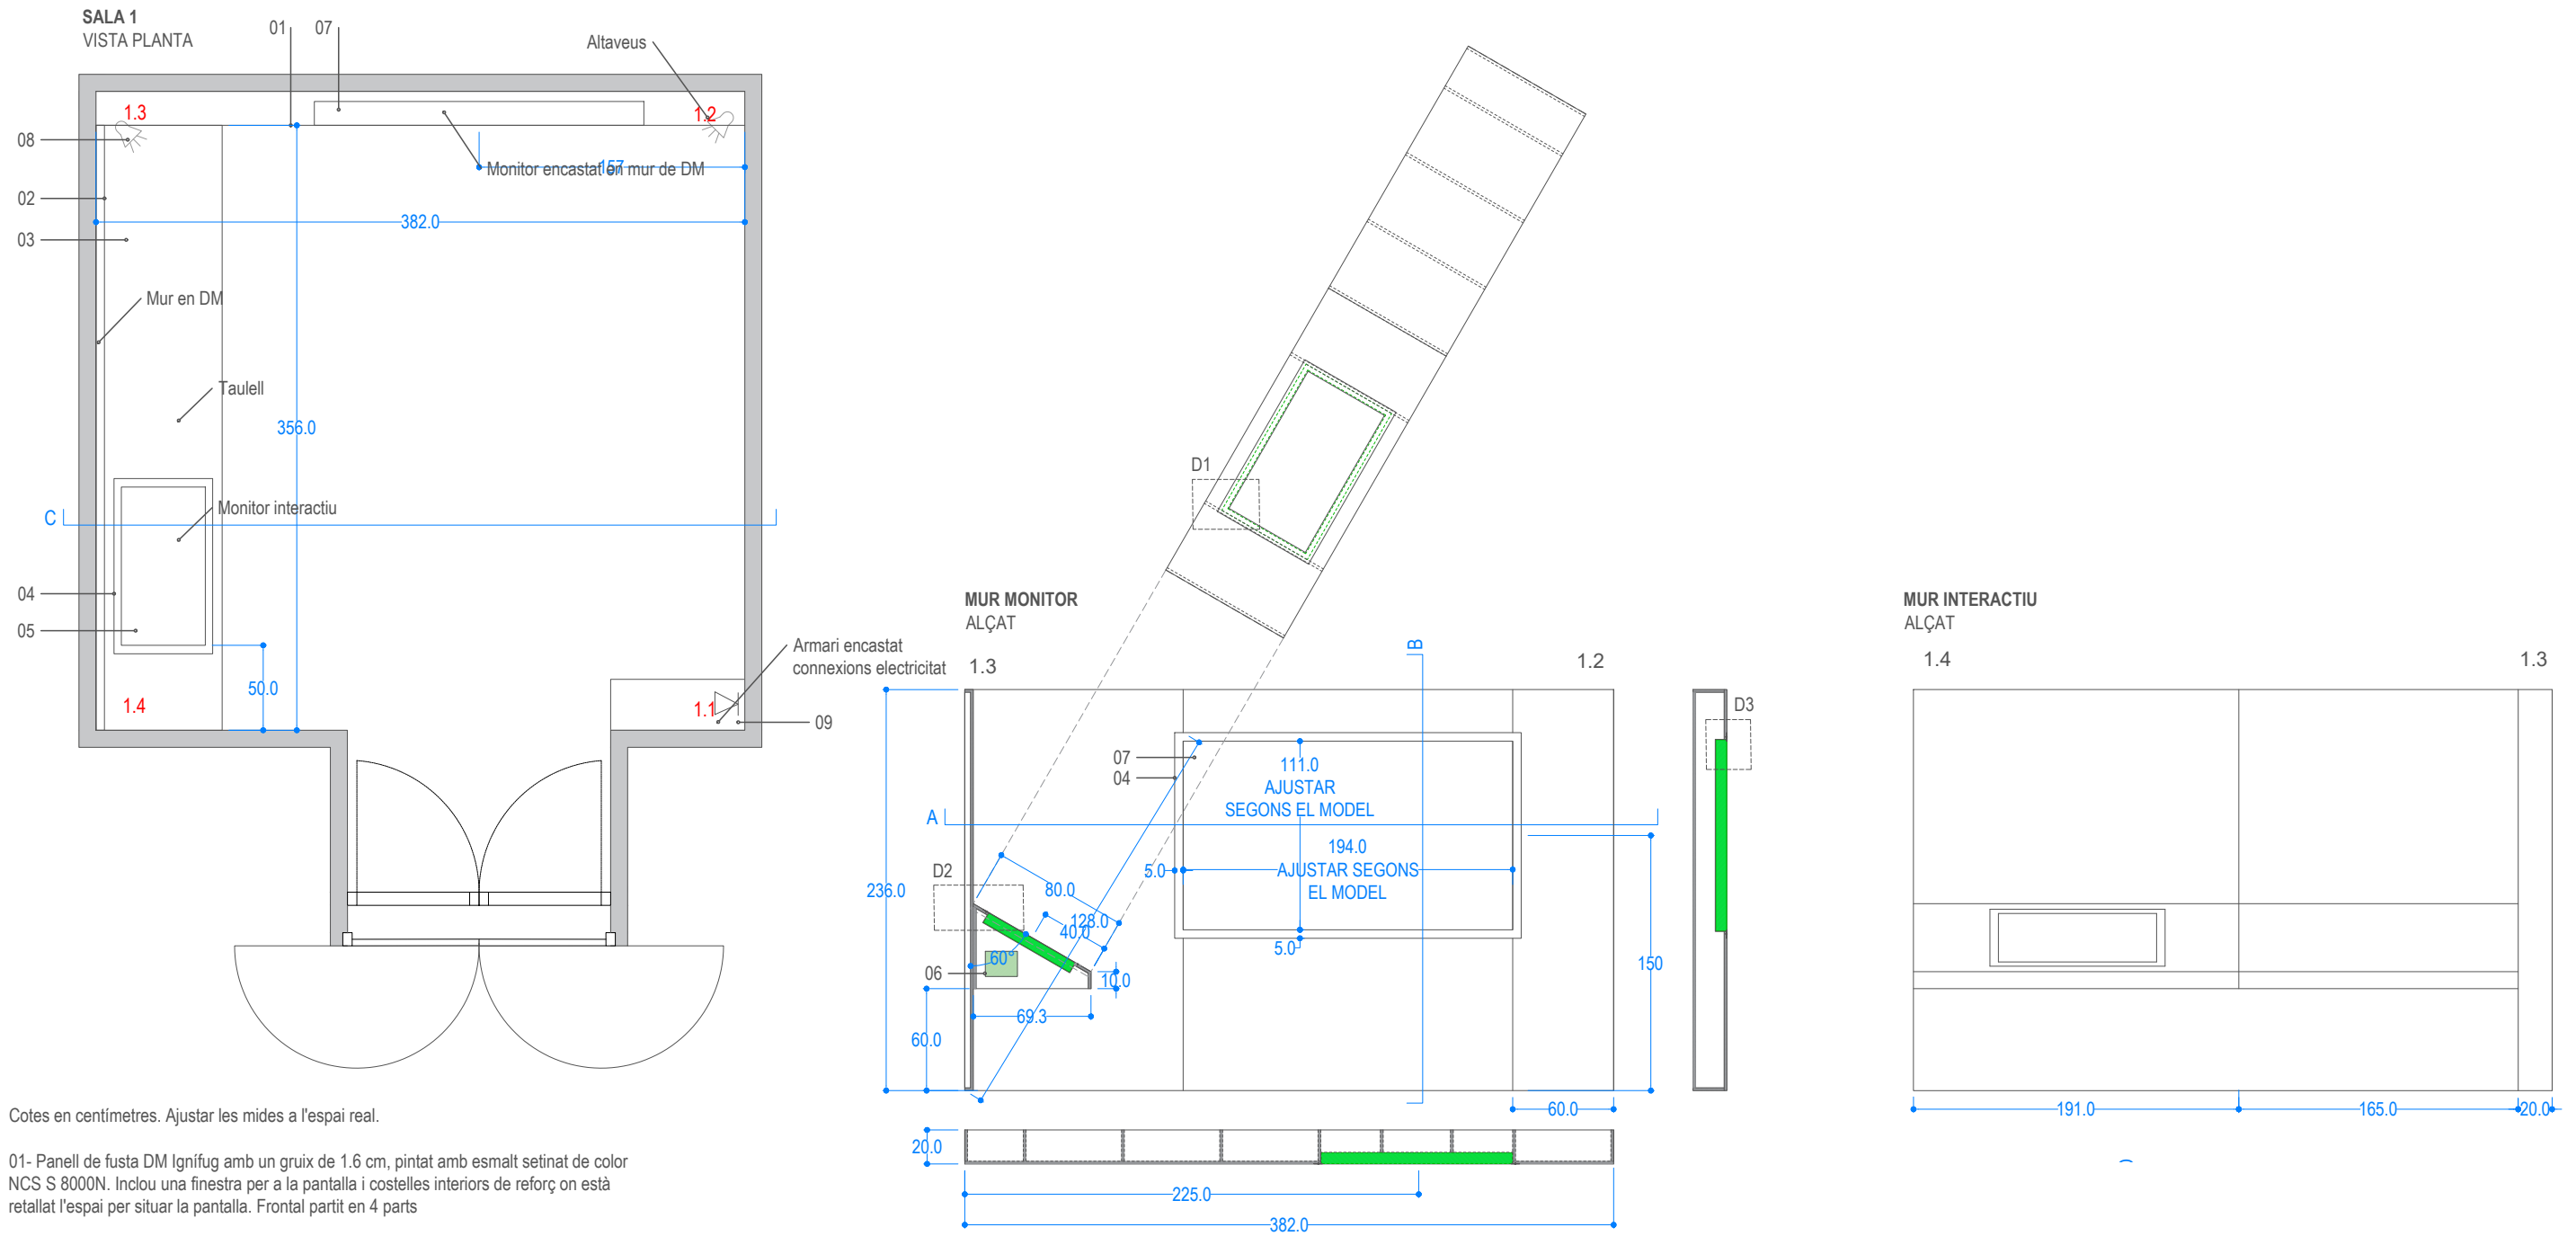 SALA 1
VISTA PLANTA
01
07
Altaveus
1.3
1.2
08
157
Monitor encastat en mur de DM
02
382.0
03
Mur en DM
Taulell
356.0
Monitor interactiu
C
04
05
50.0
1.4
1.1
09
Armari encastat
connexions electricitat
D1
MUR MONITOR
ALÇAT
1.3
B
1.2
D3
07
04
111.0
AJUSTAR
SEGONS EL MODEL
A
194.0
AJUSTAR SEGONS
EL MODEL
5.0
5.0
D2
236.0
80.0
128.0
40.0
60°
06
10.0
69.3
60.0
150
60.0
20.0
225.0
382.0
MUR INTERACTIU
ALÇAT
1.4
1.3
191.0
165.0
20.0
Cotes en centímetres. Ajustar les mides a l'espai real.
01- Panell de fusta DM Ignífug amb un gruix de 1.6 cm, pintat amb esmalt setinat de color
NCS S 8000N. Inclou una finestra per a la pantalla i costelles interiors de reforç on està
retallat l'espai per situar la pantalla. Frontal partit en 4 parts